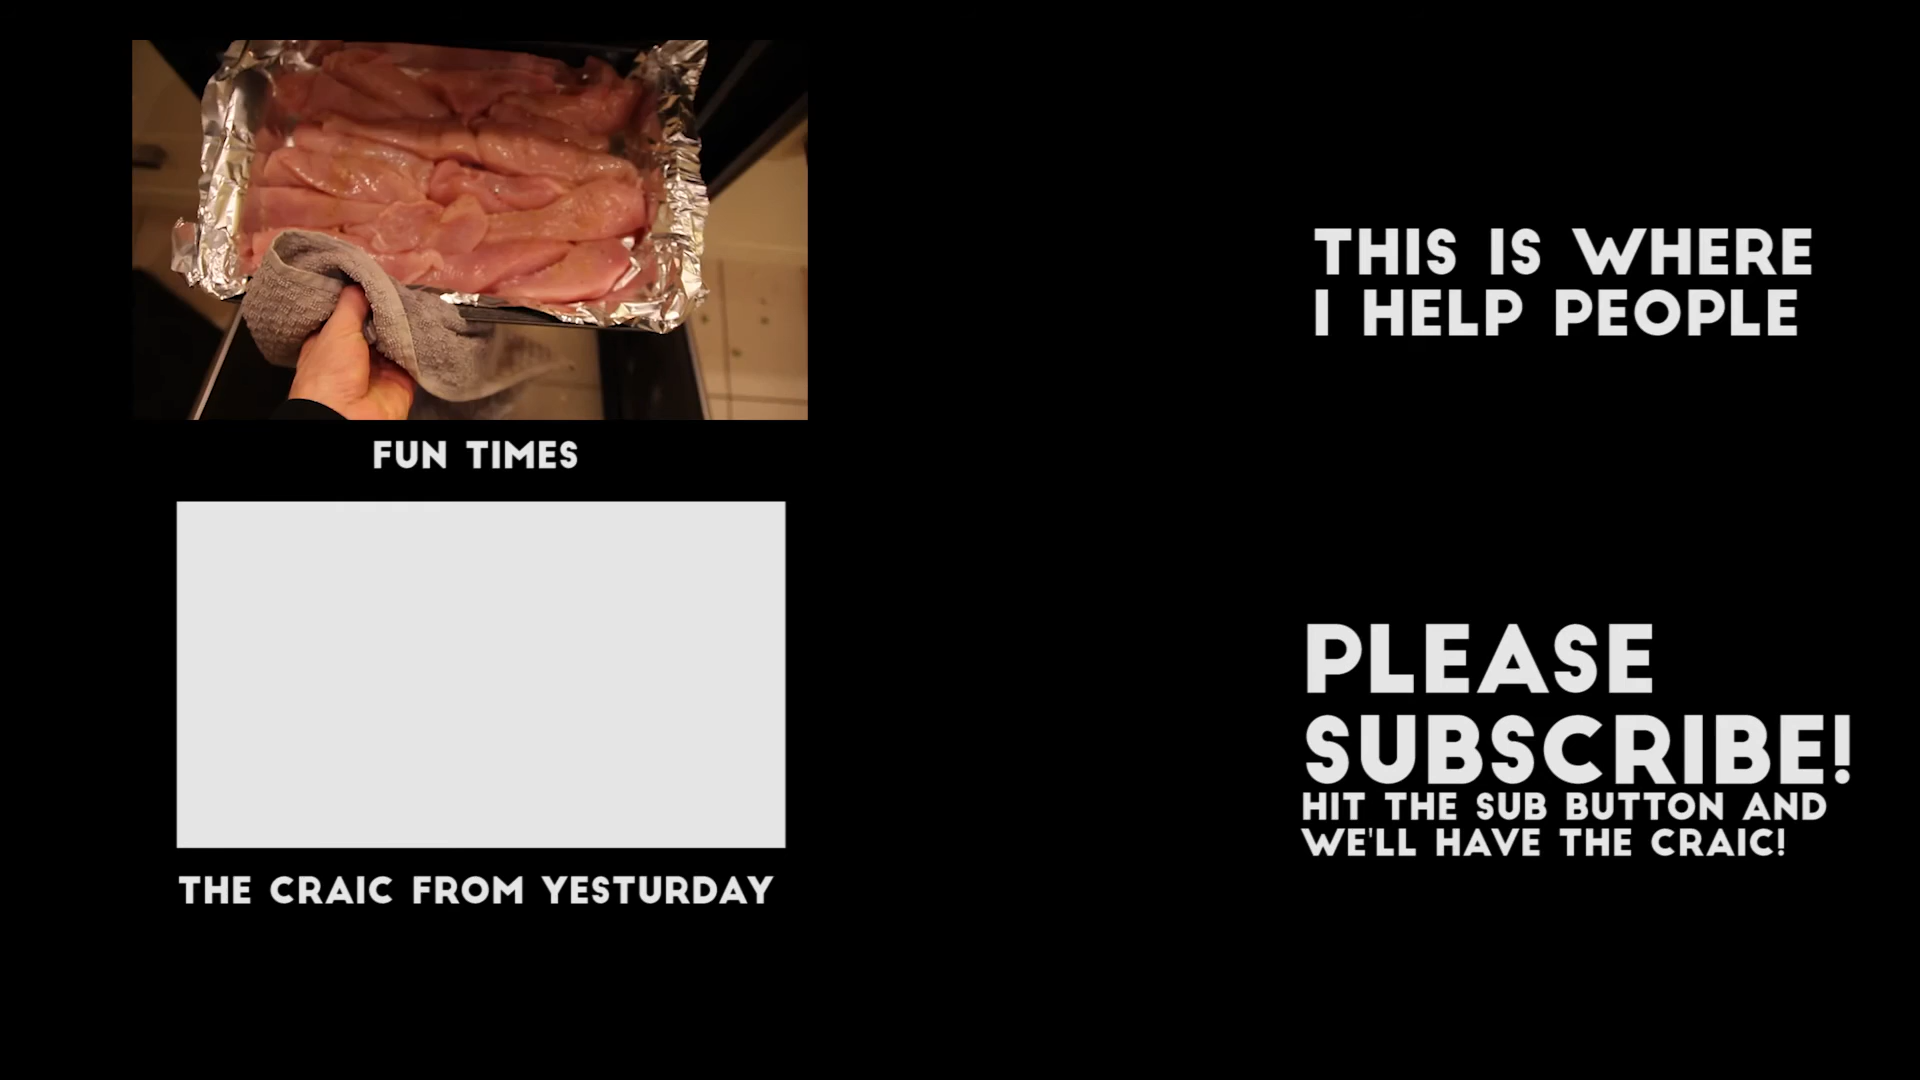 FUN TIMES
THE CRAIC FROM YESTURDAY
THIS IS WHERE
I HELP PEOPLE
PLEASE
SUBSCRIBE!
HIT THE SUB BUTTON AND
WE'LL HAVE THE CRAIC!